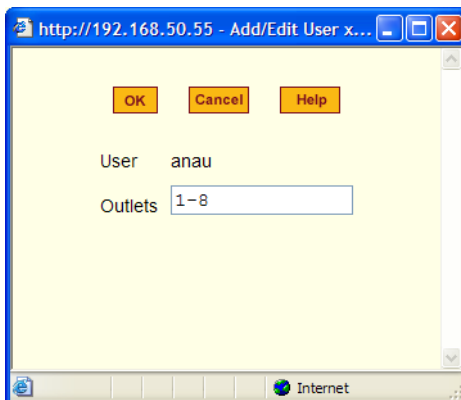 http://192.168.50.55 - Add/Edit User x...
OK Cancel Help
User anau
Outlets 1-8
Internet